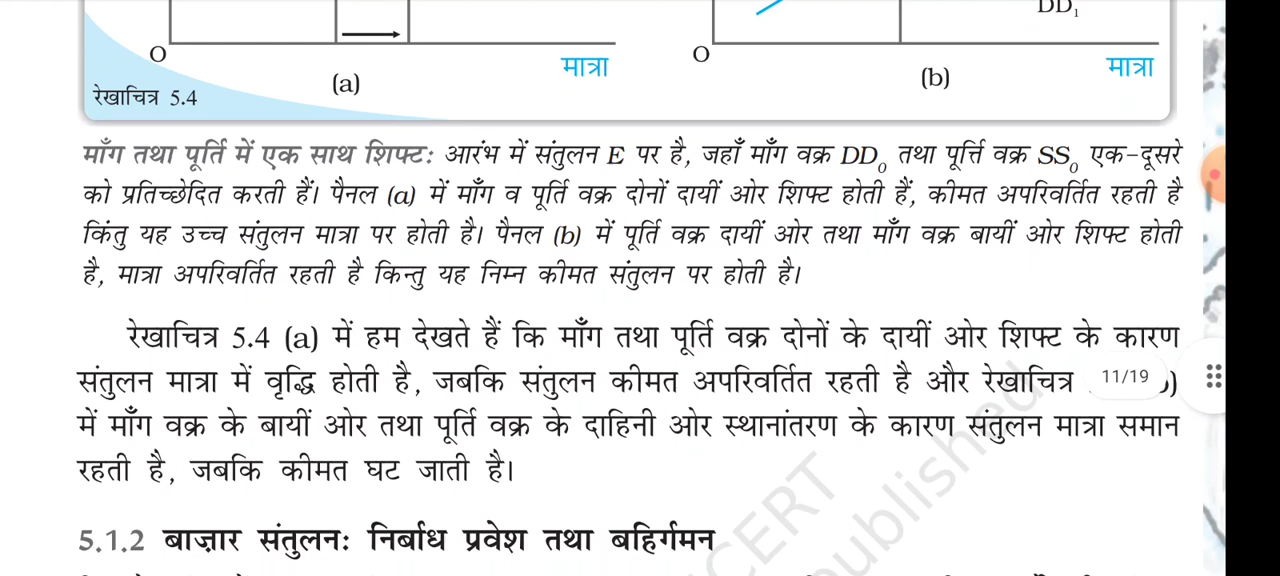 DD₁
O
O
मात्रा
मात्रा
(a)
(b)
रेखाचित्र 5.4
माँग तथा पूर्ति में एक साथ शिफ्टः आरंभ में संतुलन E पर है, जहाँ माँग वक्र DD₀ तथा पूर्त्ति वक्र SS₀ एक-दूसरे
को प्रतिच्छेदित करती हैं। पैनल (a) में माँग व पूर्ति वक्र दोनों दायीं ओर शिफ्ट होती हैं, कीमत अपरिवर्तित रहती है
किंतु यह उच्च संतुलन मात्रा पर होती है। पैनल (b) में पूर्ति वक्र दायीं ओर तथा माँग वक्र बायीं ओर शिफ्ट होती
है, मात्रा अपरिवर्तित रहती है किन्तु यह निम्न कीमत संतुलन पर होती है।
रेखाचित्र 5.4 (a) में हम देखते हैं कि माँग तथा पूर्ति वक्र दोनों के दायीं ओर शिफ्ट के कारण
संतुलन मात्रा में वृद्धि होती है, जबकि संतुलन कीमत अपरिवर्तित रहती है और रेखाचित्र )
11/19
में माँग वक्र के बायीं ओर तथा पूर्ति वक्र के दाहिनी ओर स्थानांतरण के कारण संतुलन मात्रा समान
रहती है, जबकि कीमत घट जाती है।
5.1.2 बाज़ार संतुलनः निर्बाध प्रवेश तथा बहिर्गमन
NCERT
published